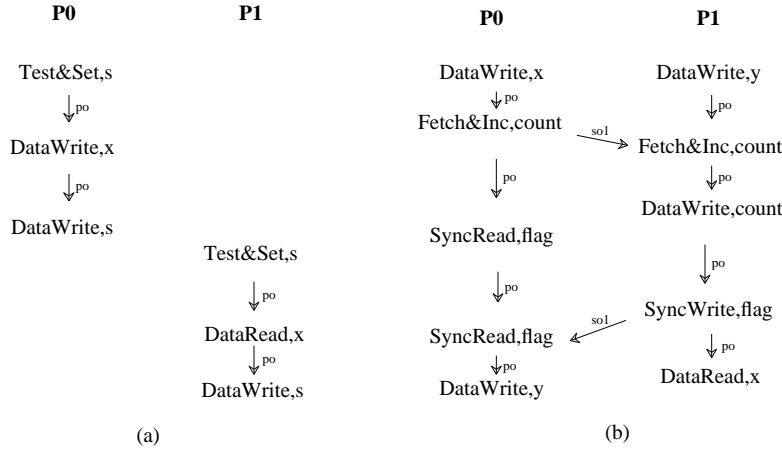 P0
P1
Test&Set,s
po
DataWrite,x
po
DataWrite,s
Test&Set,s
po
DataRead,x
po
DataWrite,s
(a)
P0
P1
DataWrite,x
po
Fetch&Inc,count
so1
po
SyncRead,flag
po
SyncRead,flag
po
DataWrite,y
DataWrite,y
po
Fetch&Inc,count
po
DataWrite,count
po
SyncWrite,flag
so1
po
DataRead,x
(b)